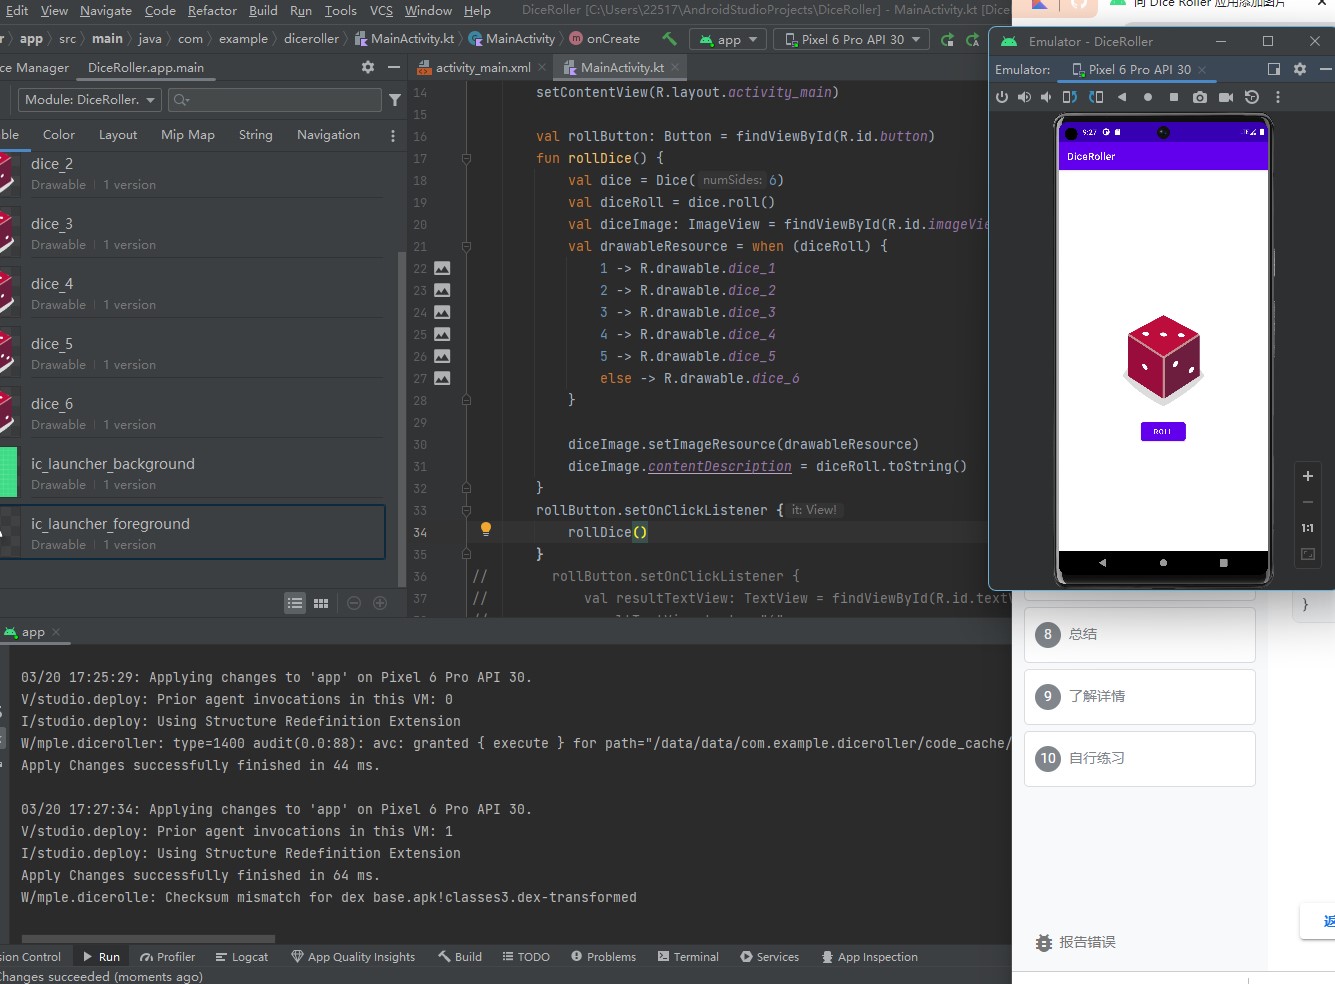 Edit View Navigate Code Refactor Build Run Tools VCS Window Help DiceRoller [C:\Users\22517\AndroidStudioProjects\DiceRoller] - MainActivity.kt [Dice
r app src main java com example diceroller MainActivity.kt MainActivity onCreate app Pixel 6 Pro API 30
ce Manager DiceRoller.app.main
Module: DiceRoller.
ble Color Layout Mip Map String Navigation
dice_2
Drawable | 1 version
dice_3
Drawable | 1 version
dice_4
Drawable | 1 version
dice_5
Drawable | 1 version
dice_6
Drawable | 1 version
ic_launcher_background
Drawable | 1 version
ic_launcher_foreground
Drawable | 1 version
activity_main.xml MainActivity.kt
14 setContentView(R.layout.activity_main)
15
16 val rollButton: Button = findViewById(R.id.button)
17 fun rollDice() {
18 val dice = Dice( numSides: 6)
19 val diceRoll = dice.roll()
20 val diceImage: ImageView = findViewById(R.id.imageVie
21 val drawableResource = when (diceRoll) {
22 1 -> R.drawable.dice_1
23 2 -> R.drawable.dice_2
24 3 -> R.drawable.dice_3
25 4 -> R.drawable.dice_4
26 5 -> R.drawable.dice_5
27 else -> R.drawable.dice_6
28 }
29
30 diceImage.setImageResource(drawableResource)
31 diceImage.contentDescription = diceRoll.toString()
32 }
33 rollButton.setOnClickListener { it: View!
34 rollDice()
35 }
36 // rollButton.setOnClickListener {
37 // val resultTextView: TextView = findViewById(R.id.text
向 Dice Roller 应用添加图片
Emulator - DiceRoller
Emulator: Pixel 6 Pro API 30
9:27
DiceRoller
ROLL
1:1
}
8 总结
9 了解详情
10 自行练习
报告错误
返
app
03/20 17:25:29: Applying changes to 'app' on Pixel 6 Pro API 30.
V/studio.deploy: Prior agent invocations in this VM: 0
I/studio.deploy: Using Structure Redefinition Extension
W/mple.diceroller: type=1400 audit(0.0:88): avc: granted { execute } for path="/data/data/com.example.diceroller/code_cache/
Apply Changes successfully finished in 44 ms.
03/20 17:27:34: Applying changes to 'app' on Pixel 6 Pro API 30.
V/studio.deploy: Prior agent invocations in this VM: 1
I/studio.deploy: Using Structure Redefinition Extension
Apply Changes successfully finished in 64 ms.
W/mple.dicerolle: Checksum mismatch for dex base.apk!classes3.dex-transformed
sion Control Run Profiler Logcat App Quality Insights Build TODO Problems Terminal Services App Inspection
Changes succeeded (moments ago)